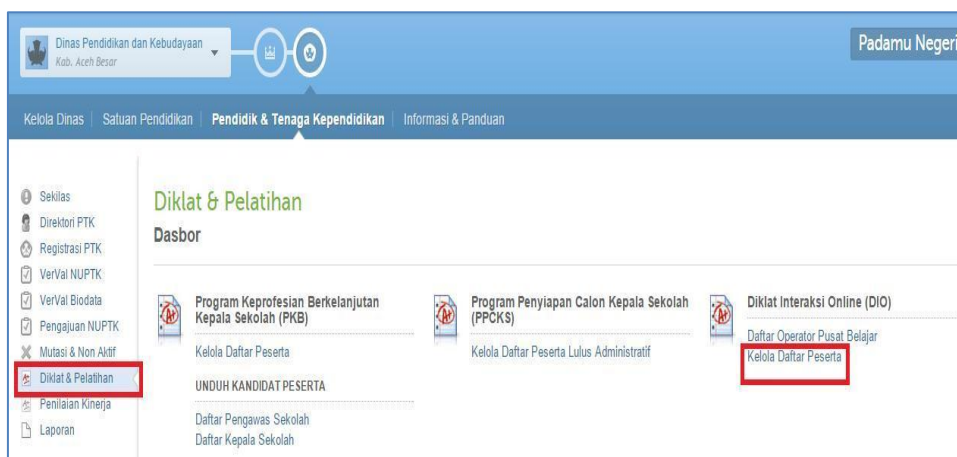 Dinas Pendidikan dan Kebudayaan
Kab. Aceh Besar
Padamu Negeri
Kelola Dinas | Satuan Pendidikan | Pendidik & Tenaga Kependidikan | Informasi & Panduan
Sekilas
Direktori PTK
Registrasi PTK
VerVal NUPTK
VerVal Biodata
Pengajuan NUPTK
Mutasi & Non Aktif
Diklat & Pelatihan
Penilaian Kinerja
Laporan
Diklat & Pelatihan
Dasbor
Program Keprofesian Berkelanjutan
Kepala Sekolah (PKB)
Kelola Daftar Peserta
UNDUH KANDIDAT PESERTA
Daftar Pengawas Sekolah
Daftar Kepala Sekolah
Program Penyiapan Calon Kepala Sekolah
(PPCKS)
Kelola Daftar Peserta Lulus Administratif
Diklat Interaksi Online (DIO)
Daftar Operator Pusat Belajar
Kelola Daftar Peserta